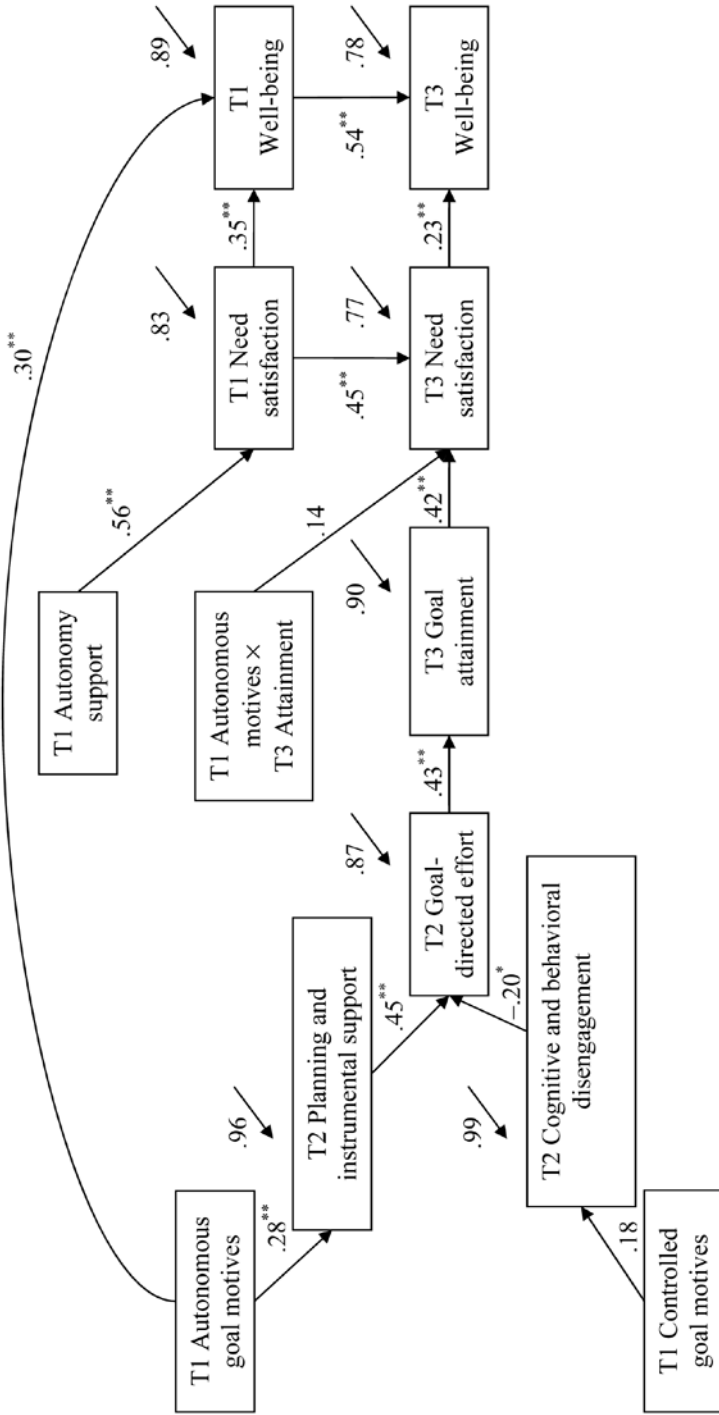 .30**
T1 Autonomous
goal motives
.28**
.96
T2 Planning and
instrumental support
.45**
T1 Controlled
goal motives
.18
.99
T2 Cognitive and behavioral
disengagement
–.20*
.87
T2 Goal-
directed effort
.43**
T1 Autonomy
support
.56**
T1 Autonomous
motives ×
T3 Attainment
.14
.90
T3 Goal
attainment
.42**
.83
T1 Need
satisfaction
.35**
.45**
.77
T3 Need
satisfaction
.23**
.89
T1
Well-being
.54**
.78
T3
Well-being